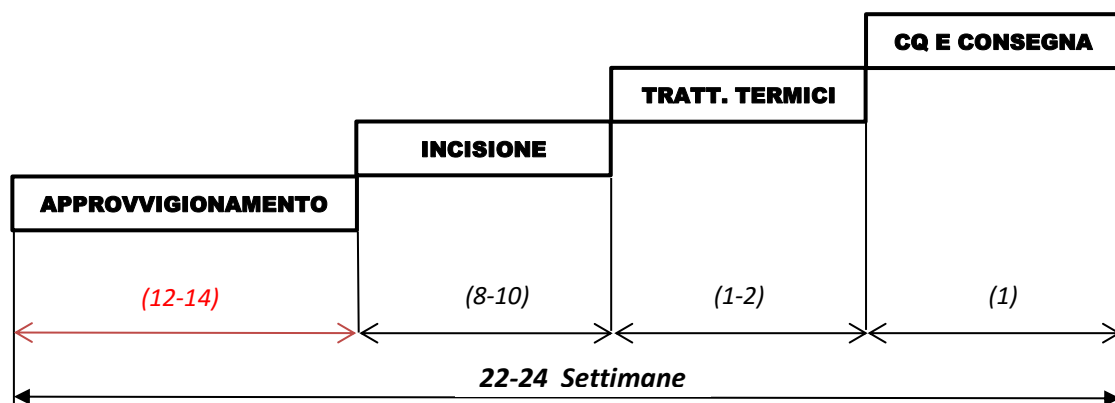 CQ E CONSEGNA
TRATT. TERMICI
INCISIONE
APPROVVIGIONAMENTO
(12-14)
(8-10)
(1-2)
(1)
22-24 Settimane